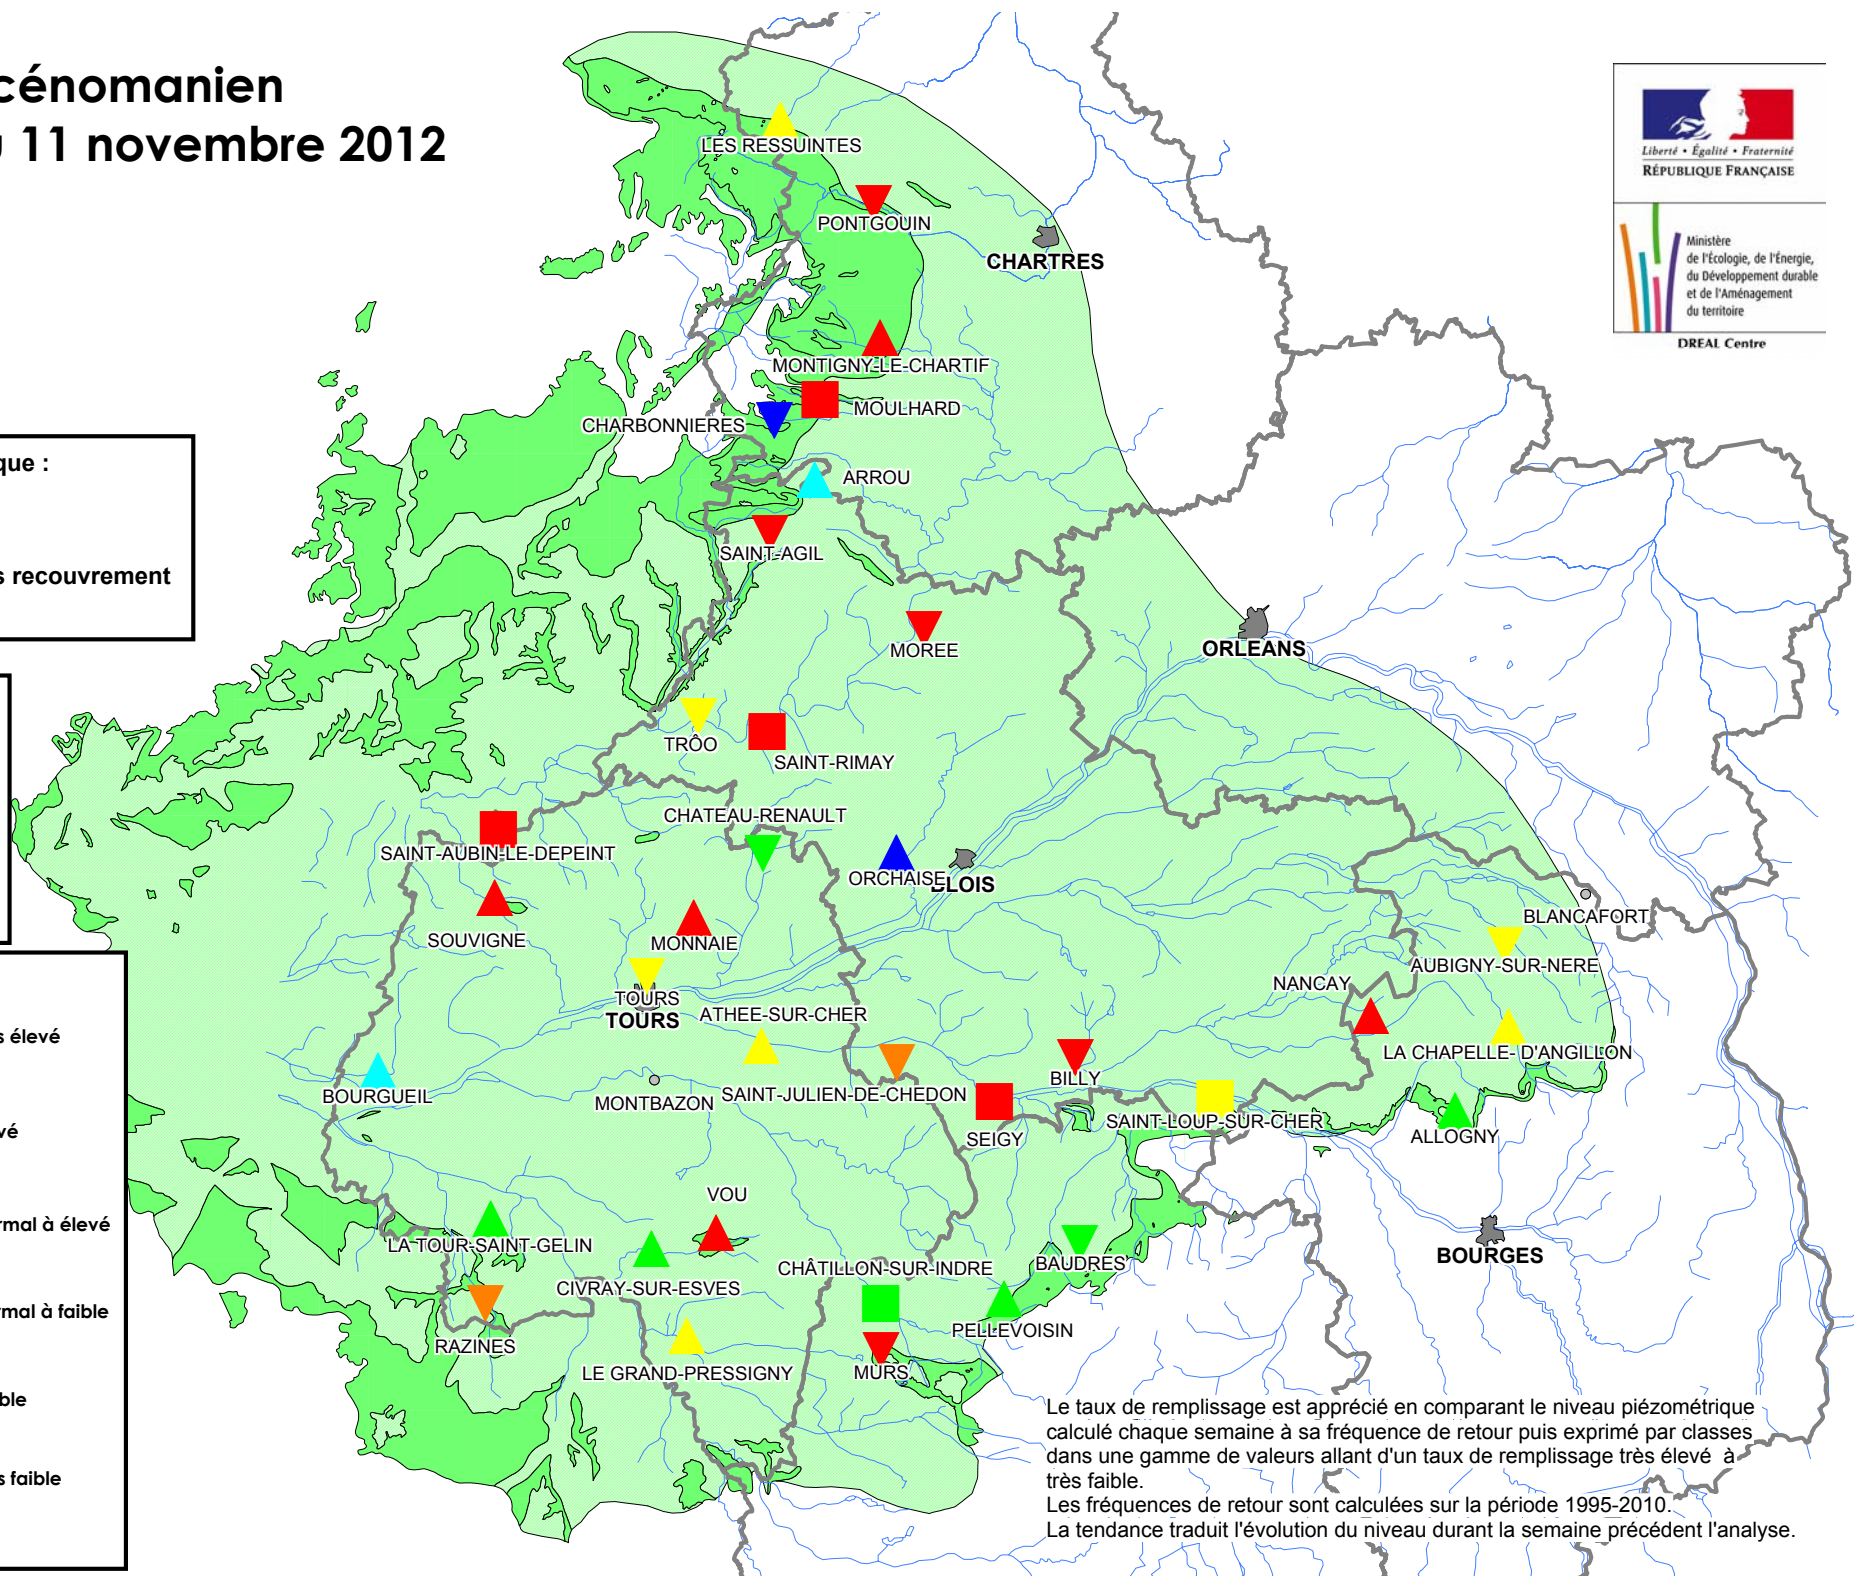 cénomanien
11 novembre 2012
Liberté • Égalité • Fraternité
RÉPUBLIQUE FRANÇAISE
Ministère
de l'Écologie, de l'Énergie,
du Développement durable
et de l'Aménagement
du territoire
DREAL Centre
LES RESSUINTES
PONTGOUIN
CHARTRES
MONTIGNY-LE-CHARTIF
MOULHARD
CHARBONNIERES
que :
ARROU
SAINT-AGIL
s recouvrement
MOREE
ORLEANS
TRÔO
SAINT-RIMAY
CHATEAU-RENAULT
SAINT-AUBIN-LE-DEPEINT
ORCHAISE
BLOIS
BLANCAFORT
SOUVIGNE
MONNAIE
AUBIGNY-SUR-NERE
NANCAY
TOURS
TOURS
ATHEE-SUR-CHER
s élevé
LA CHAPELLE- D'ANGILLON
BILLY
BOURGUEIL
MONTBAZON
SAINT-JULIEN-DE-CHEDON
SAINT-LOUP-SUR-CHER
vé
SEIGY
ALLOGNY
VOU
rmal à élevé
LA TOUR-SAINT-GELIN
BOURGES
CIVRAY-SUR-ESVES
CHÂTILLON-SUR-INDRE
BAUDRES
rmal à faible
PELLEVOISIN
RAZINES
LE GRAND-PRESSIGNY
MURS
ble
s faible
Le taux de remplissage est apprécié en comparant le niveau piézométrique
calculé chaque semaine à sa fréquence de retour puis exprimé par classes
dans une gamme de valeurs allant d'un taux de remplissage très élevé à
très faible.
Les fréquences de retour sont calculées sur la période 1995-2010.
La tendance traduit l'évolution du niveau durant la semaine précédent l'analyse.